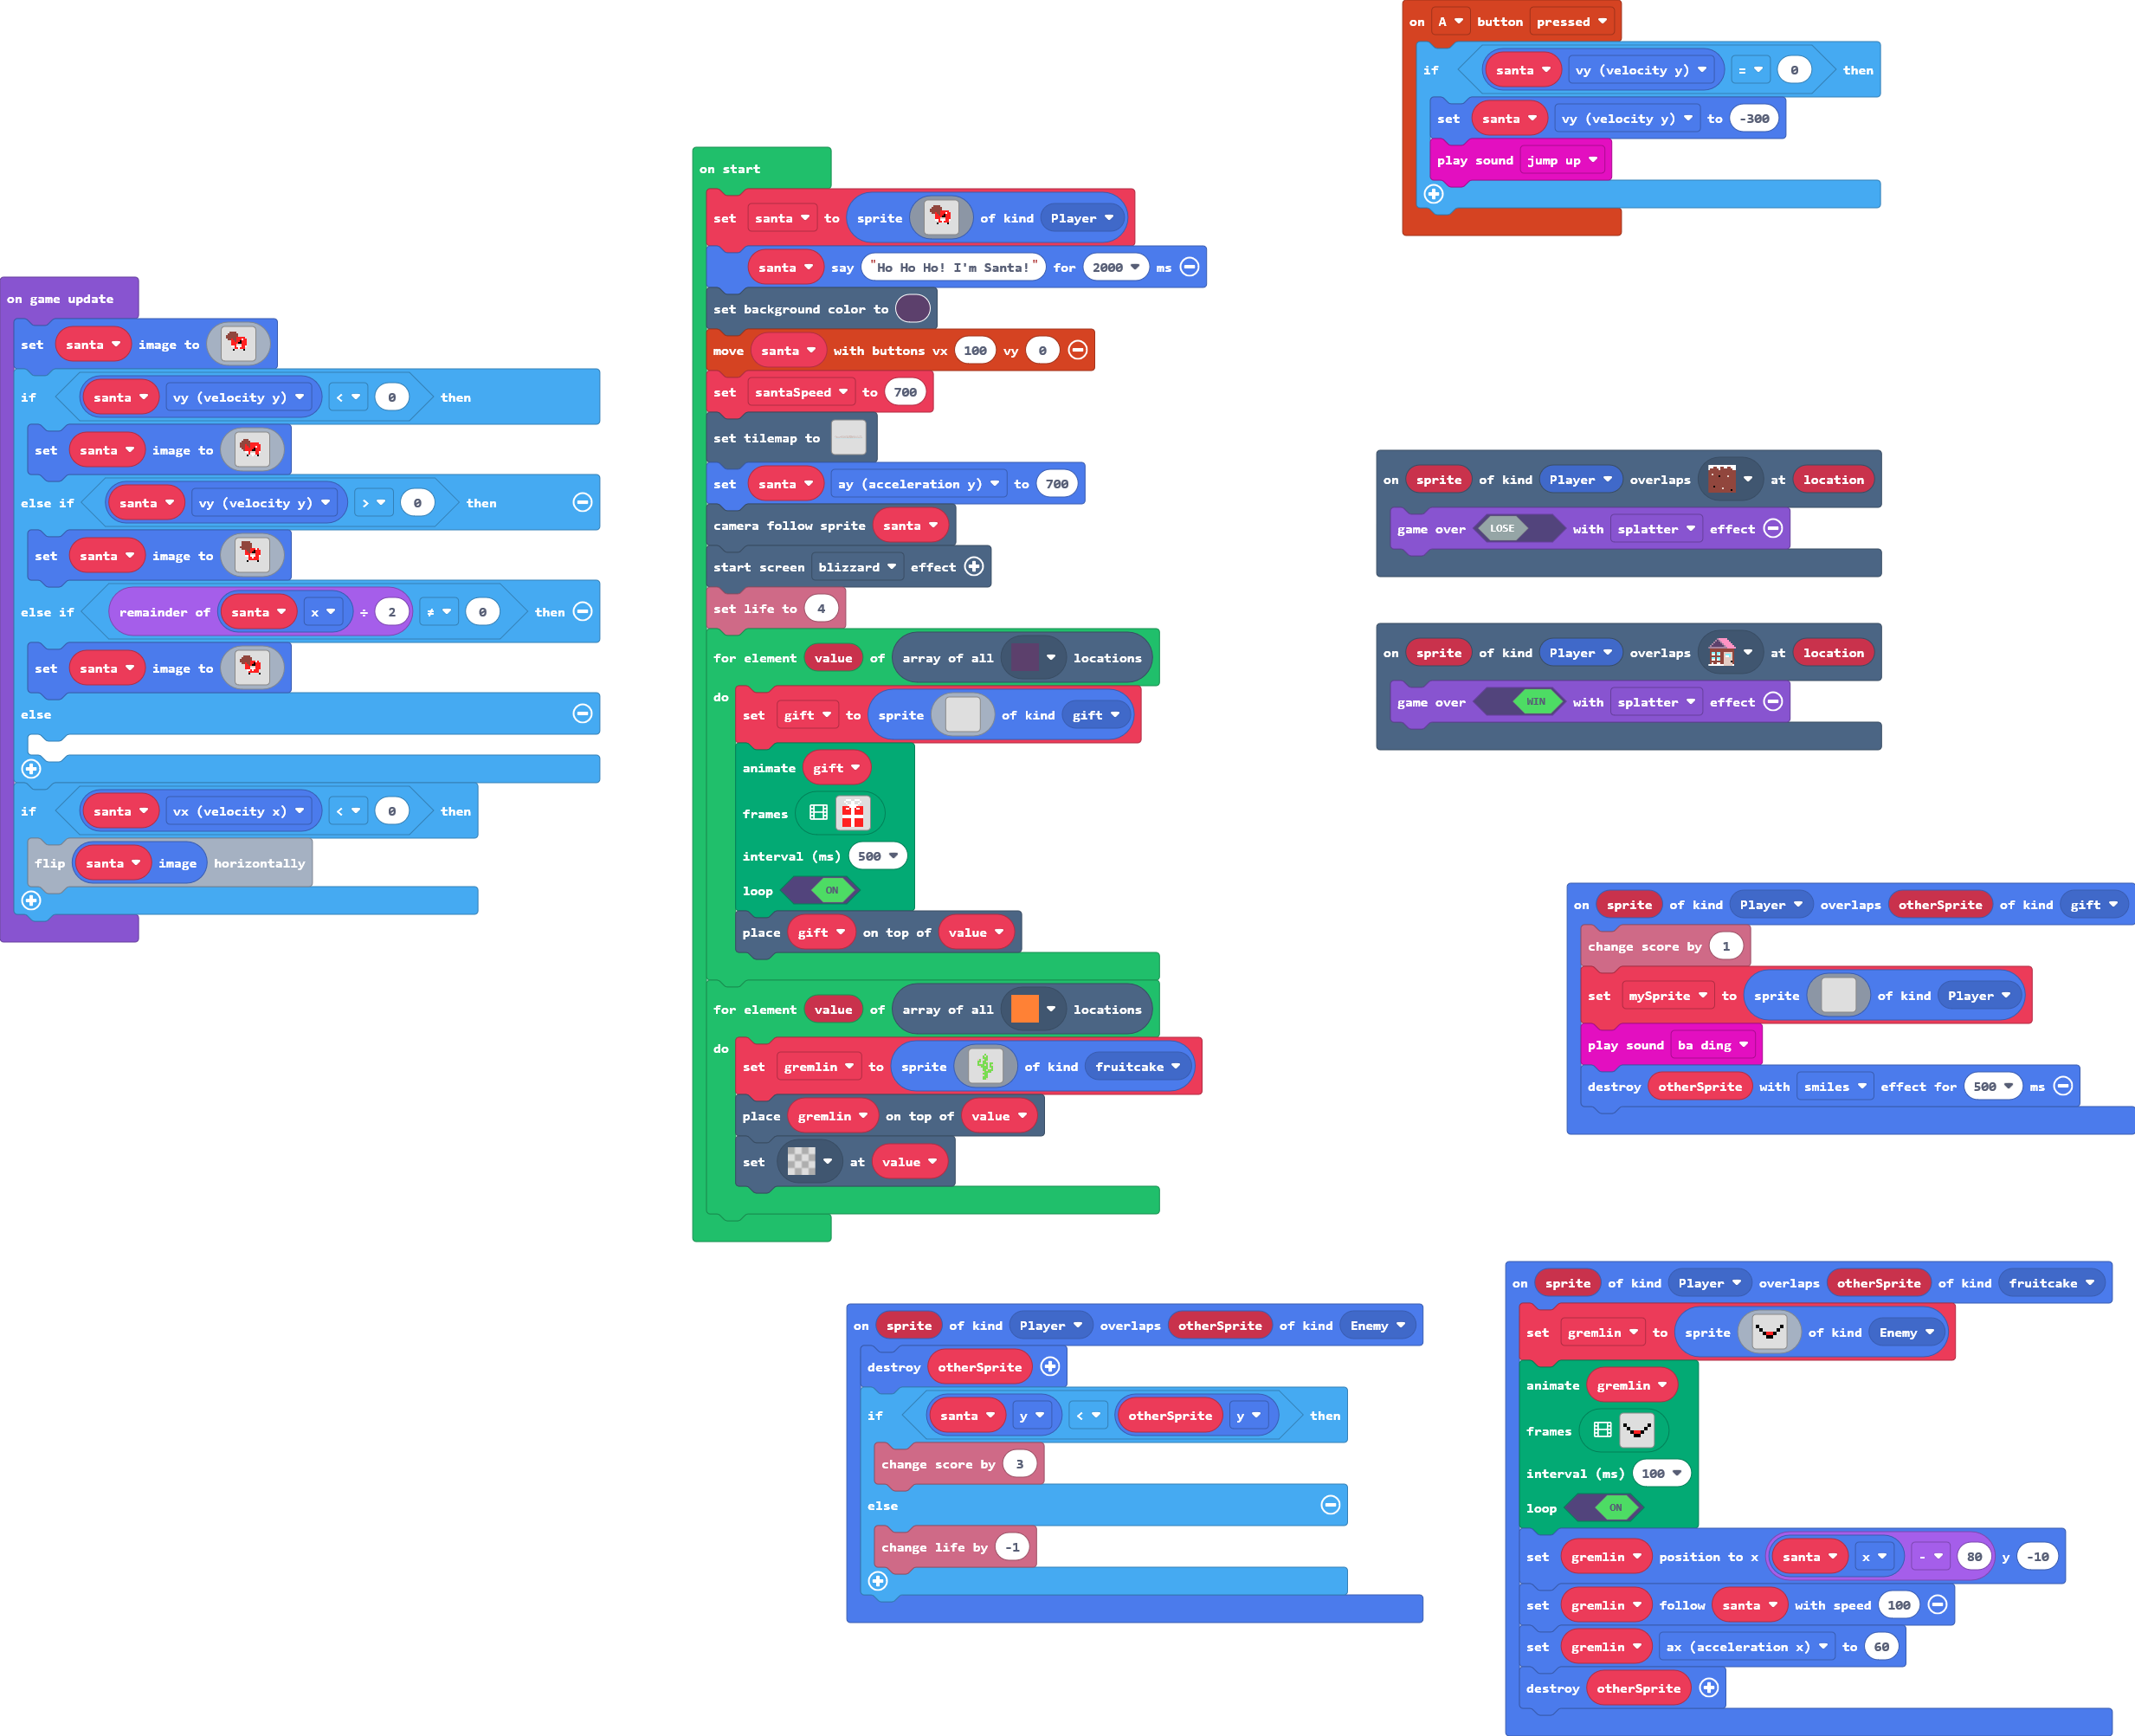 on game update
set santa image to
if santa vy (velocity y) < 0 then
set santa image to
else if santa vy (velocity y) > 0 then
set santa image to
else if remainder of santa x ÷ 2 ≠ 0 then
set santa image to
else
if santa vx (velocity x) < 0 then
flip santa image horizontally
on start
set santa to sprite of kind Player
santa say "Ho Ho Ho! I'm Santa!" for 2000 ms
set background color to
move santa with buttons vx 100 vy 0
set santaSpeed to 700
set tilemap to
set santa ay (acceleration y) to 700
camera follow sprite santa
start screen blizzard effect
set life to 4
for element value of array of all locations
do
set gift to sprite of kind gift
animate gift
frames
interval (ms) 500
loop ON
place gift on top of value
for element value of array of all locations
do
set gremlin to sprite of kind fruitcake
place gremlin on top of value
set at value
on A button pressed
if santa vy (velocity y) = 0 then
set santa vy (velocity y) to -300
play sound jump up
on sprite of kind Player overlaps at location
game over LOSE with splatter effect
on sprite of kind Player overlaps at location
game over WIN with splatter effect
on sprite of kind Player overlaps otherSprite of kind gift
change score by 1
set mySprite to sprite of kind Player
play sound ba ding
destroy otherSprite with smiles effect for 500 ms
on sprite of kind Player overlaps otherSprite of kind Enemy
destroy otherSprite
if santa y < otherSprite y then
change score by 3
else
change life by -1
on sprite of kind Player overlaps otherSprite of kind fruitcake
set gremlin to sprite of kind Enemy
animate gremlin
frames
interval (ms) 100
loop ON
set gremlin position to x santa x - 80 y -10
set gremlin follow santa with speed 100
set gremlin ax (acceleration x) to 60
destroy otherSprite